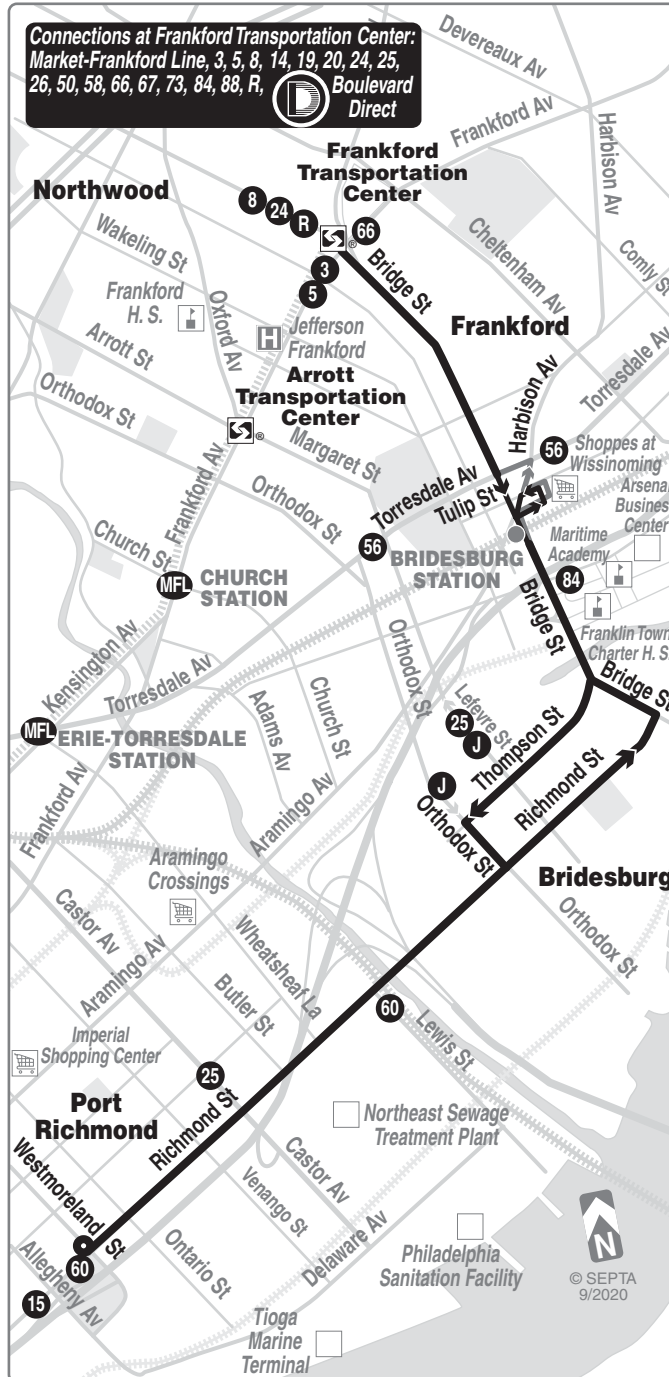 Connections at Frankford Transportation Center:
Market-Frankford Line, 3, 5, 8, 14, 19, 20, 24, 25,
26, 50, 58, 66, 67, 73, 84, 88, R, Boulevard
Direct
Devereaux Av
Frankford Av
Harbison Av
Frankford
Transportation
Center
Northwood
8
24
R
66
Wakeling St
Cheltenham Av
Comly St
3
5
Bridge St
Frankford
H. S.
Oxford Av
H
Jefferson
Frankford
Frankford
Arrott St
Arrott
Transportation
Center
Harbison Av
Torresdale Av
Orthodox St
Margaret St
56
Shoppes at
Wissinoming
Orthodox St
Torresdale Av
Tulip St
Arsenal
Business
Center
Frankford Av
Church St
56
BRIDESBURG
STATION
Maritime
Academy
MFL
CHURCH
STATION
84
Bridge St
Franklin Town
Charter H. S.
Kensington Av
Torresdale Av
Orthodox St
Bridge St
Adams Av
Church St
Lefevre St
25
J
Thompson St
MFL
ERIE-TORRESDALE
STATION
Richmond St
Frankford Av
Aramingo Av
J
Orthodox St
Aramingo
Crossings
Bridesburg
Castor Av
Wheatsheaf La
Orthodox St
Aramingo Av
Butler St
60
Lewis St
Imperial
Shopping Center
25
Port
Richmond
Richmond St
Northeast Sewage
Treatment Plant
Westmoreland St
Castor Av
Venango St
Delaware Av
Ontario St
60
Allegheny Av
15
Philadelphia
Sanitation Facility
N
© SEPTA
9/2020
Tioga
Marine
Terminal